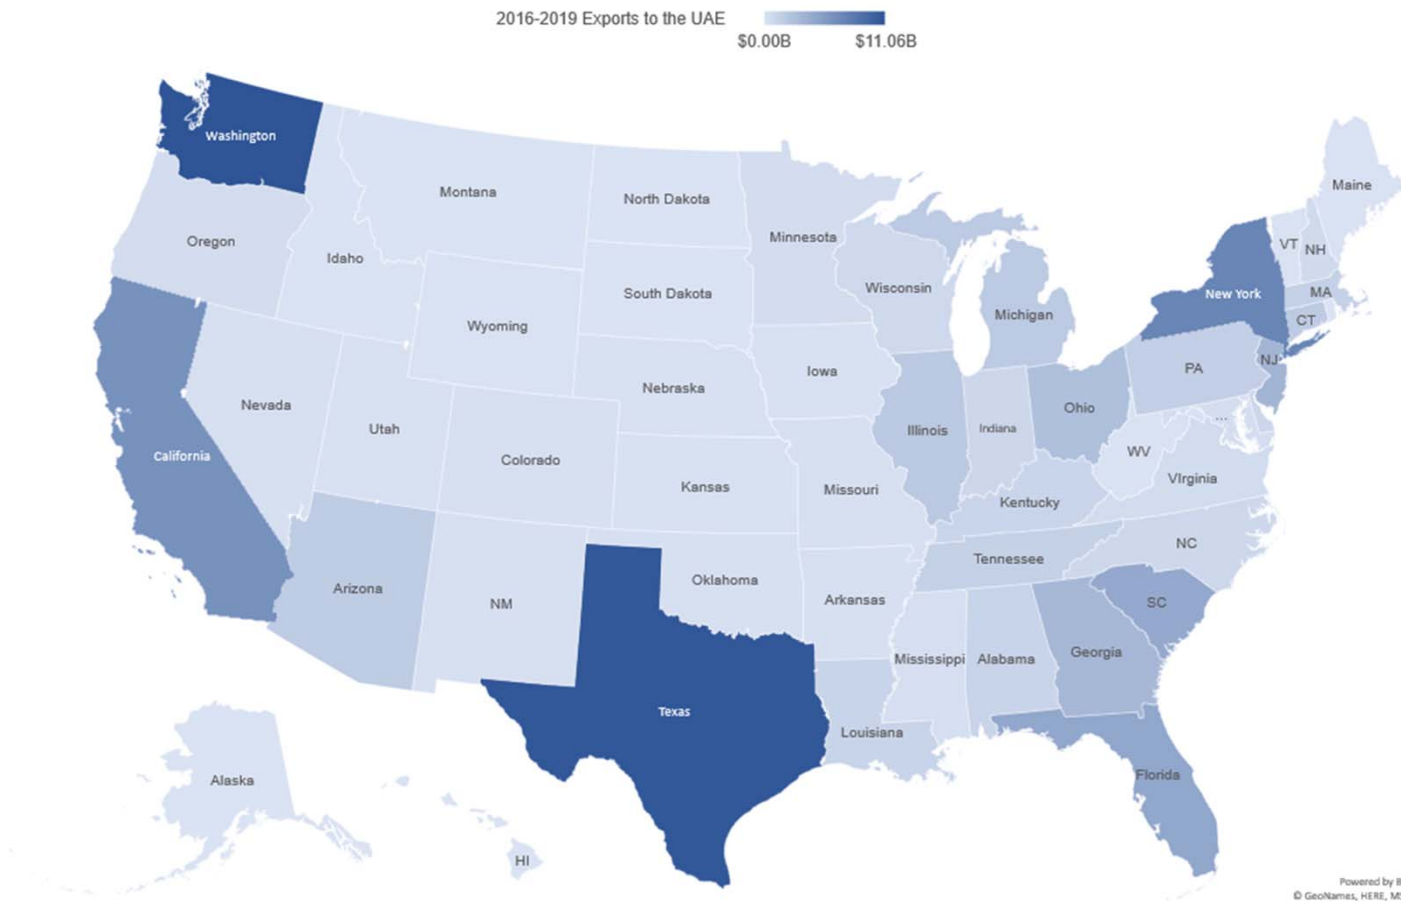 2016-2019 Exports to the UAE
$0.00B $11.06B
Washington
Montana
North Dakota
Minnesota
Maine
Oregon
Idaho
VT
NH
Wisconsin
South Dakota
New York
MA
Wyoming
Michigan
CT
Iowa
PA
NJ
Nebraska
Nevada
Utah
Ohio
...
Illinois
Indiana
California
Colorado
WV
Kansas
Missouri
VIrginia
Kentucky
NC
Tennessee
Arizona
NM
Oklahoma
Arkansas
SC
Mississippi
Alabama
Georgia
Texas
Louisiana
Alaska
Florida
HI
Powered by B
© GeoNames, HERE, MS